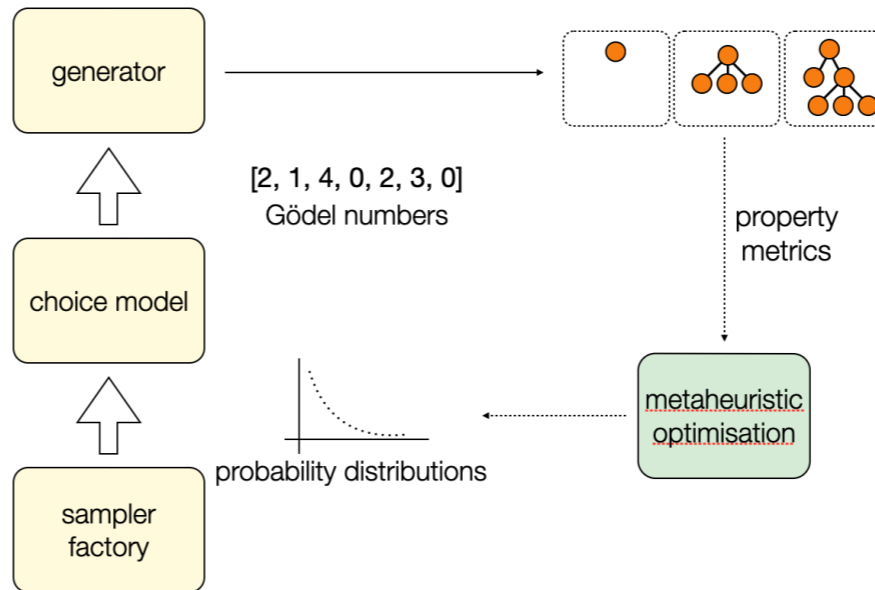 generator
[2, 1, 4, 0, 2, 3, 0]
Gödel numbers
property
metrics
choice model
metaheuristic
optimisation
probability distributions
sampler
factory